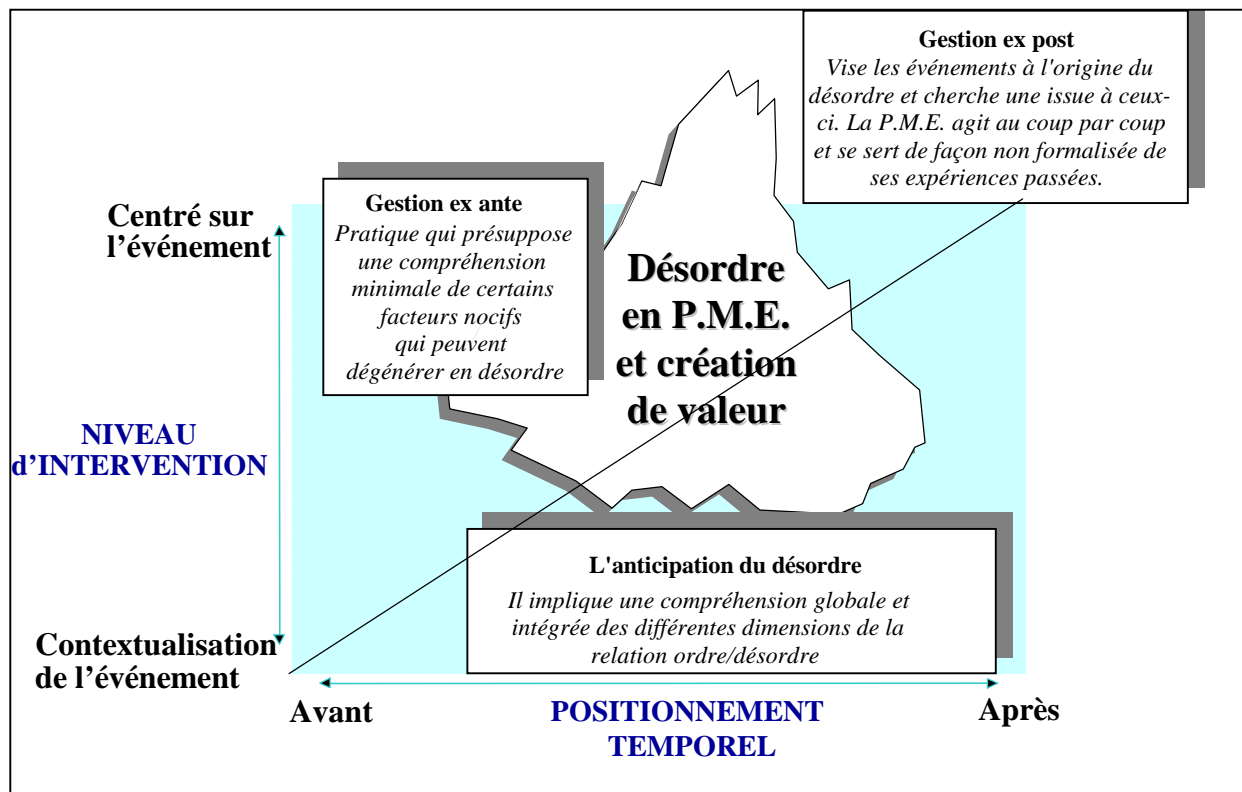 Gestion ex post
Vise les événements à l'origine du
désordre et cherche une issue à ceux-
ci. La P.M.E. agit au coup par coup
et se sert de façon non formalisée de
ses expériences passées.
Centré sur
l'événement
Gestion ex ante
Pratique qui présuppose
une compréhension
minimale de certains
facteurs nocifs
qui peuvent
dégénérer en désordre
Désordre
en P.M.E.
et création
de valeur
NIVEAU
d'INTERVENTION
L'anticipation du désordre
Il implique une compréhension globale et
intégrée des différentes dimensions de la
relation ordre/désordre
Contextualisation
de l'événement
Avant
POSITIONNEMENT
TEMPOREL
Après